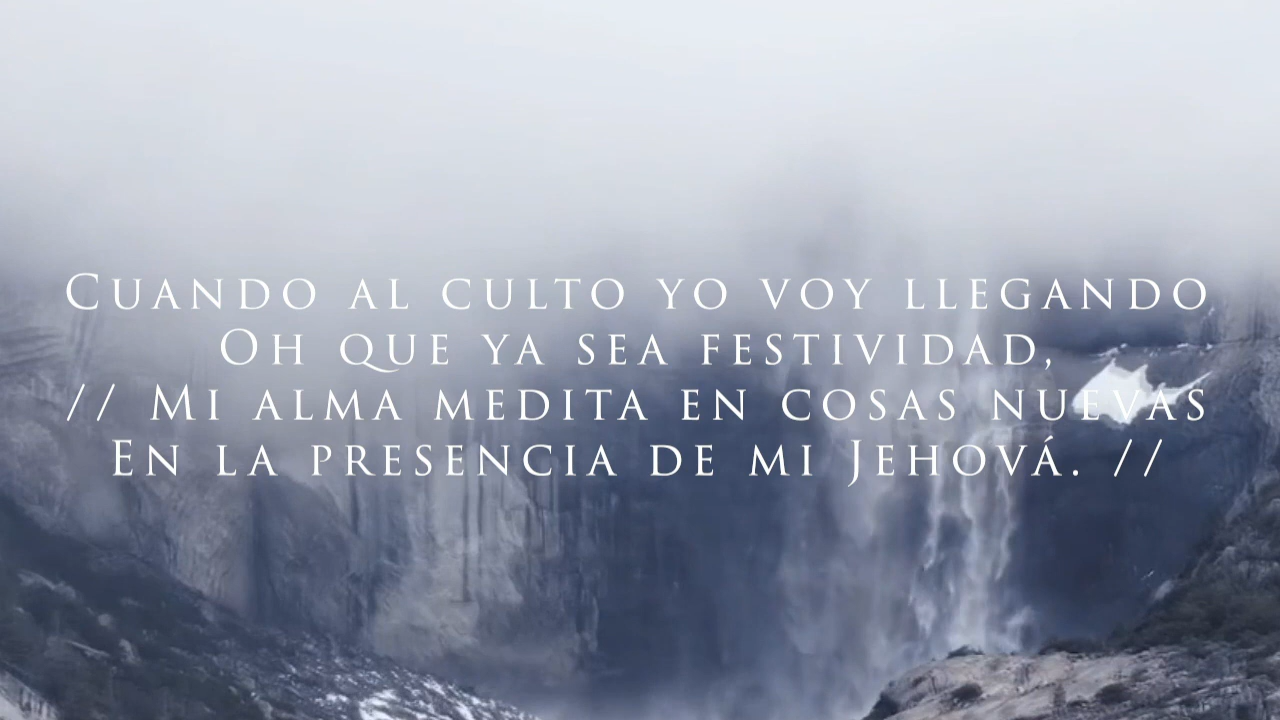 Cuando al culto yo voy llegando
Oh que ya sea festividad,
// Mi alma medita en cosas nuevas
En la presencia de mi Jehová. //